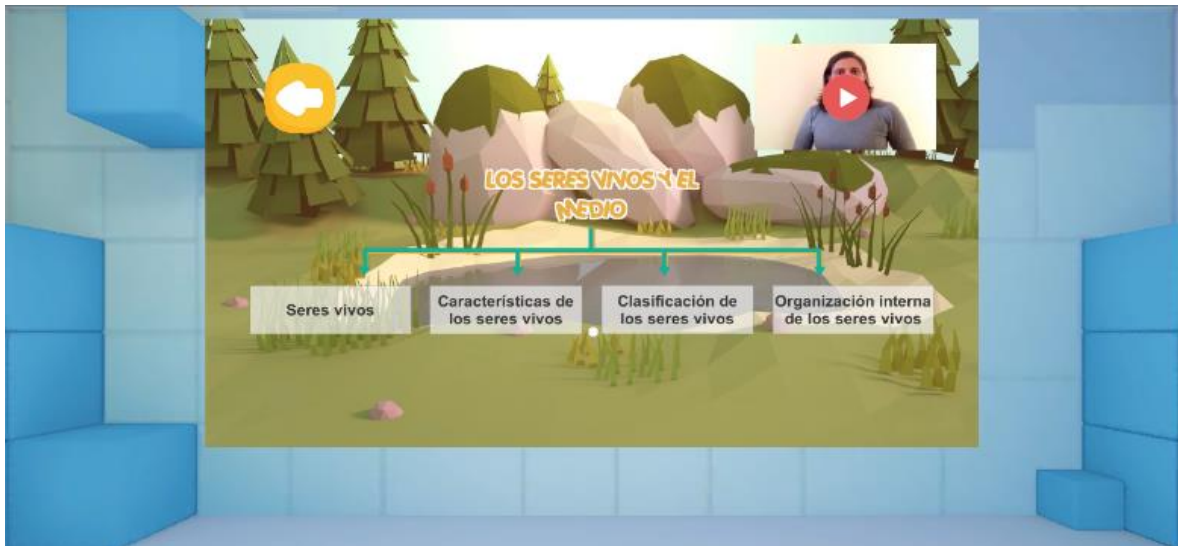 LOS SERES VIVOS Y EL
MEDIO
Seres vivos
Características de
los seres vivos
Clasificación de
los seres vivos
Organización interna
de los seres vivos